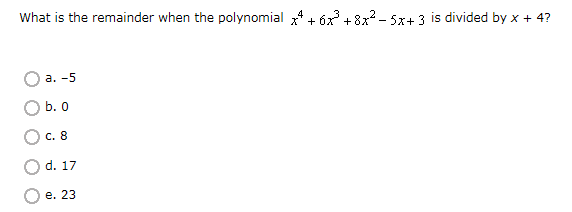 What is the remainder when the polynomial x⁴ + 6x³ + 8x² – 5x + 3 is divided by x + 4?
a. -5
b. 0
c. 8
d. 17
e. 23